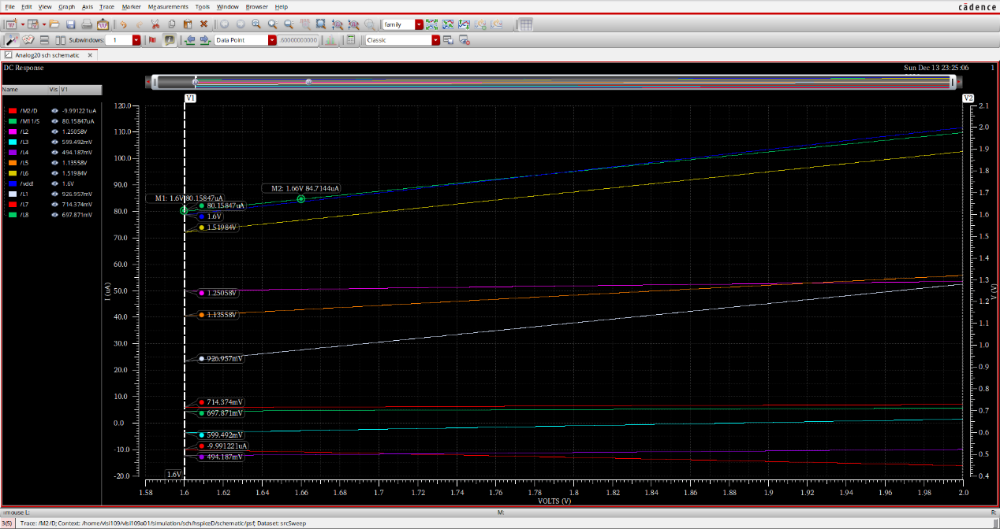 File Edit View Graph Axis Trace Marker Measurements Tools Window Browser Help
cādence
family
Subwindows: 1
Data Point
.60000000000
Classic
Analog20 sch schematic
DC Response
Sun Dec 13 23:25:06 1
Name Vis V1
/M2/D -9.991221uA
/M11/S 80.15847uA
/L2 1.25058V
/L3 599.492mV
/L4 494.187mV
/L5 1.13558V
/L6 1.51984V
/vdd! 1.6V
/L1 926.957mV
/L7 714.374mV
/L8 697.871mV
V1
V2
120.0
110.0
100.0
90.0
80.0
70.0
60.0
50.0
40.0
30.0
20.0
10.0
0.0
-10.0
-20.0
I (uA)
M1: 1.6V 80.15847uA
M2: 1.66V 84.7144uA
80.15847uA
1.6V
1.51984V
1.25058V
1.13558V
926.957mV
714.374mV
697.871mV
599.492mV
-9.991221uA
494.187mV
1.6V
2.1
2.0
1.9
1.8
1.7
1.6
1.5
1.4
1.3
1.2
1.1
1.0
0.9
0.8
0.7
0.6
0.5
0.4
V (V)
1.58 1.6 1.62 1.64 1.66 1.68 1.7 1.72 1.74 1.76 1.78 1.8 1.82 1.84 1.86 1.88 1.9 1.92 1.94 1.96 1.98 2.0
VOLTS (V)
mouse L: M: R:
3(5) Trace: /M2/D; Context: /home/vlsi109/vlsi109a01/simulation/sch/hspiceD/schematic/psf; Dataset: srcSweep